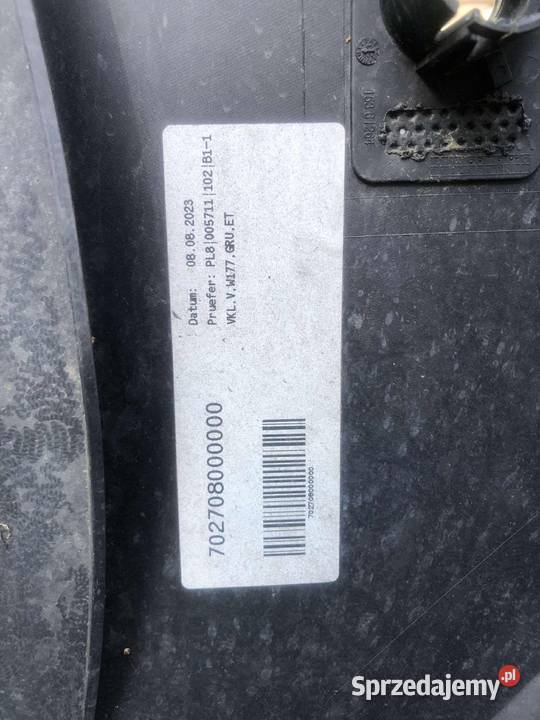 Datum: 08.08.2023
Pruefer: PL8|005711|102|B1-1
VKL.V.W177.GRU.ET
702708000000
702708000000
Sprzedajemy.pl